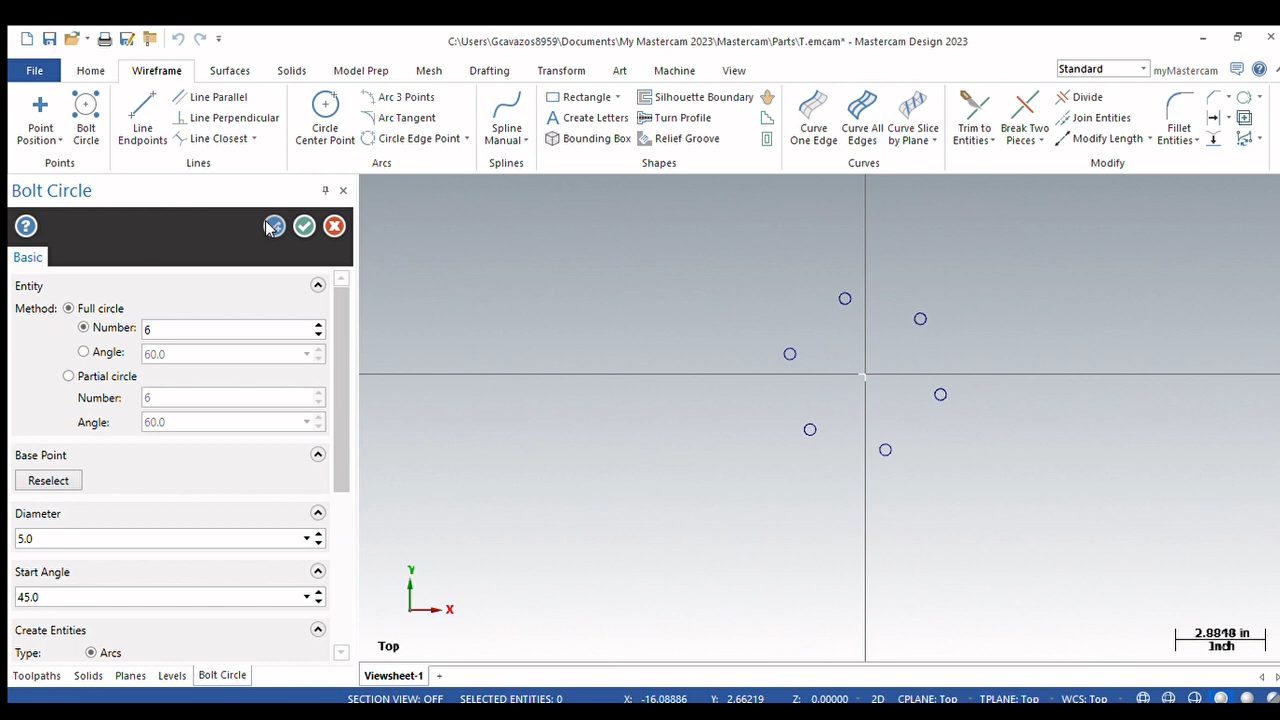 C:\Users\Gcavazos8959\Documents\My Mastercam 2023\Mastercam\Parts\T.emcam* - Mastercam Design 2023
File Home Wireframe Surfaces Solids Model Prep Mesh Drafting Transform Art Machine View Standard myMastercam
Point Position
Bolt Circle
Points
Line Endpoints
Line Parallel
Line Perpendicular
Line Closest
Lines
Circle Center Point
Arc 3 Points
Arc Tangent
Circle Edge Point
Arcs
Spline Manual
Splines
Rectangle
Create Letters
Bounding Box
Silhouette Boundary
Turn Profile
Relief Groove
Shapes
Curve One Edge
Curve All Edges
Curve Slice by Plane
Curves
Trim to Entities
Break Two Pieces
Divide
Join Entities
Modify Length
Fillet Entities
Modify
Bolt Circle
Basic
Entity
Method: Full circle
Number: 6
Angle: 60.0
Partial circle
Number: 6
Angle: 60.0
Base Point
Reselect
Diameter
5.0
Start Angle
45.0
Create Entities
Type: Arcs
Y
X
Top
2.8848 in
Inch
Toolpaths Solids Planes Levels Bolt Circle
Viewsheet-1 +
SECTION VIEW: OFF SELECTED ENTITIES: 0 X: -16.08886 Y: 2.66219 Z: 0.00000 2D CPLANE: Top TPLANE: Top WCS: Top